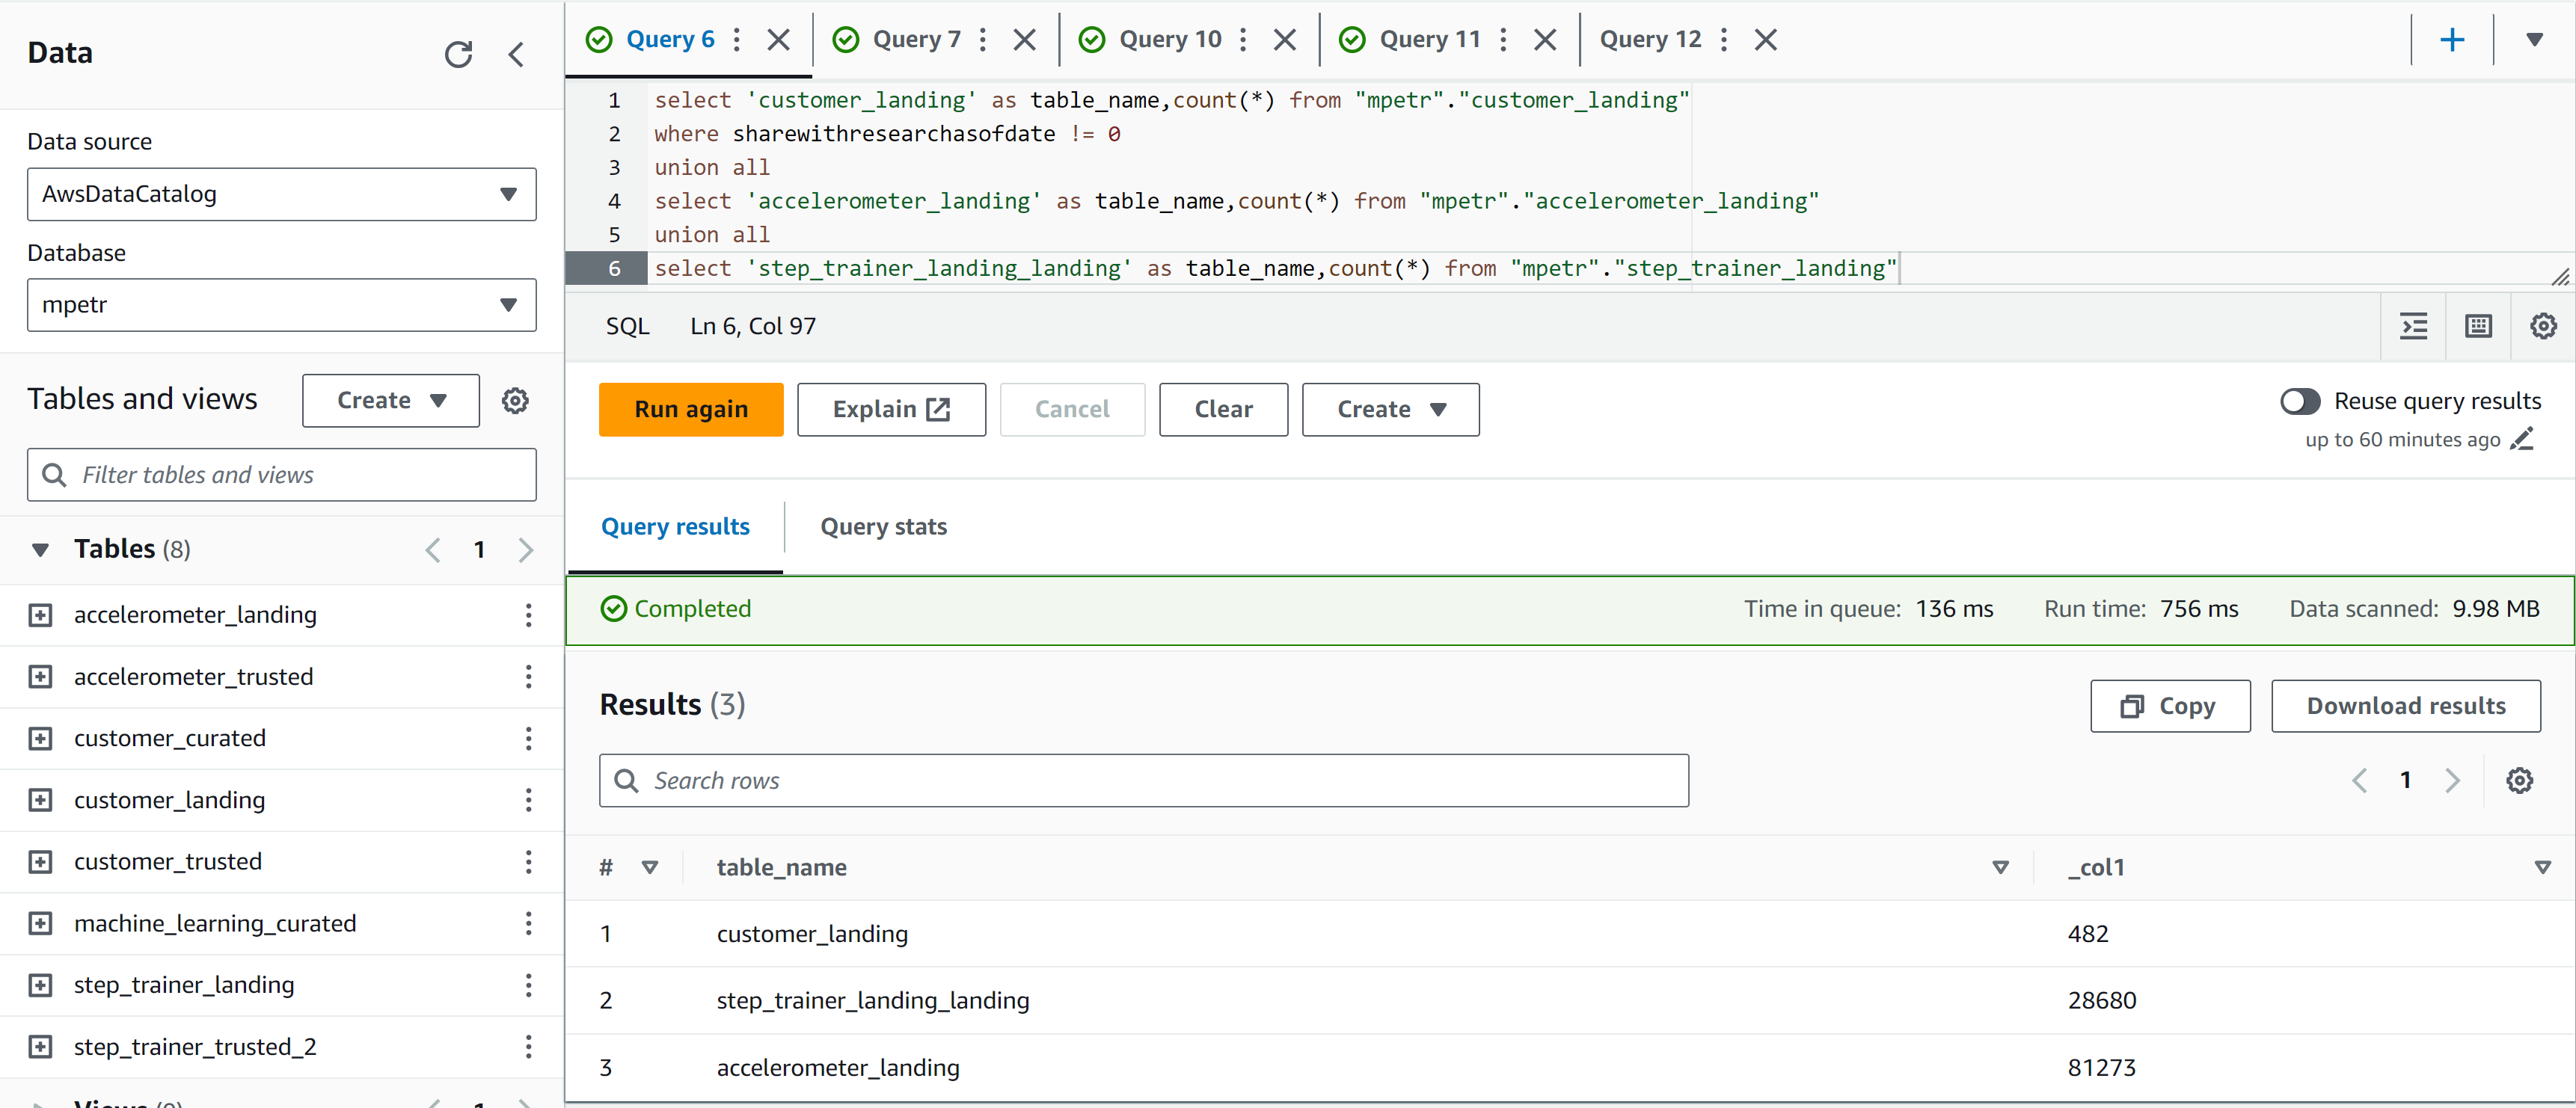 Data
Data source
AwsDataCatalog
Database
mpetr
Tables and views
Create
Filter tables and views
Tables (8)
1
accelerometer_landing
accelerometer_trusted
customer_curated
customer_landing
customer_trusted
machine_learning_curated
step_trainer_landing
step_trainer_trusted_2
Query 6
Query 7
Query 10
Query 11
Query 12
1 select 'customer_landing' as table_name,count(*) from "mpetr"."customer_landing"
2 where sharewithresearchasofdate != 0
3 union all
4 select 'accelerometer_landing' as table_name,count(*) from "mpetr"."accelerometer_landing"
5 union all
6 select 'step_trainer_landing_landing' as table_name,count(*) from "mpetr"."step_trainer_landing"
SQL Ln 6, Col 97
Run again
Explain
Cancel
Clear
Create
Reuse query results
up to 60 minutes ago
Query results
Query stats
Completed
Time in queue: 136 ms
Run time: 756 ms
Data scanned: 9.98 MB
Results (3)
Copy
Download results
Search rows
1
# table_name _col1
1 customer_landing 482
2 step_trainer_landing_landing 28680
3 accelerometer_landing 81273